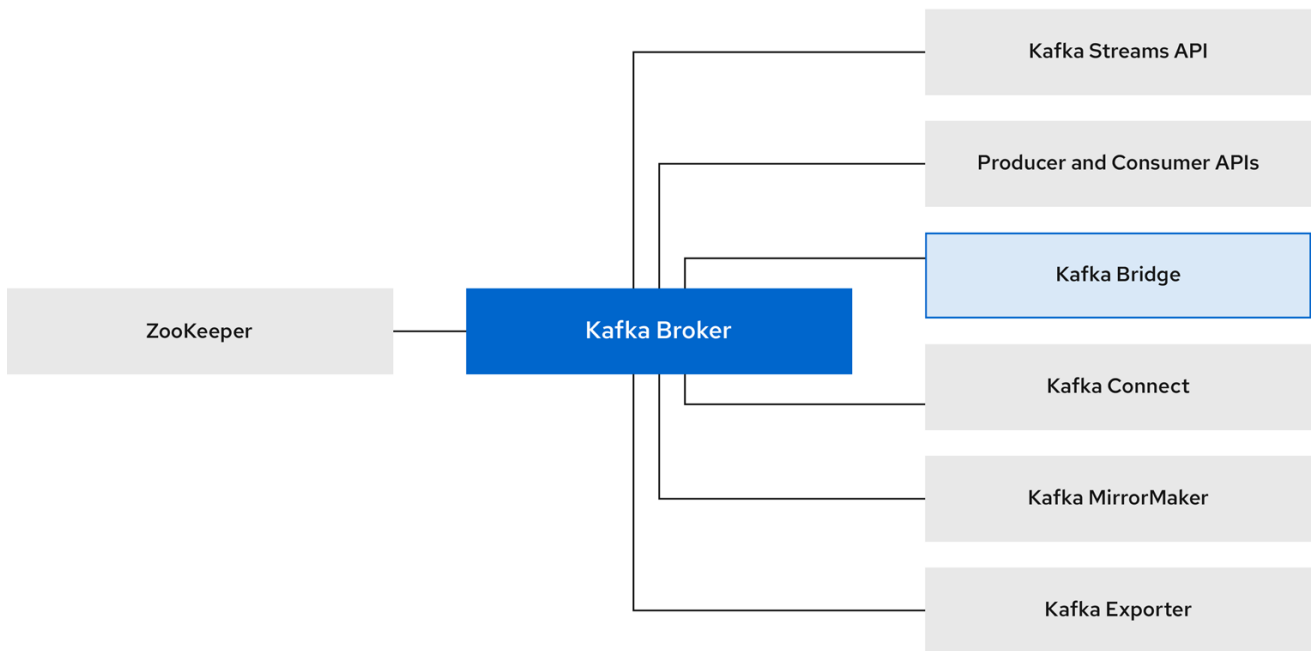 Kafka Streams API
Producer and Consumer APIs
Kafka Bridge
ZooKeeper
Kafka Broker
Kafka Connect
Kafka MirrorMaker
Kafka Exporter